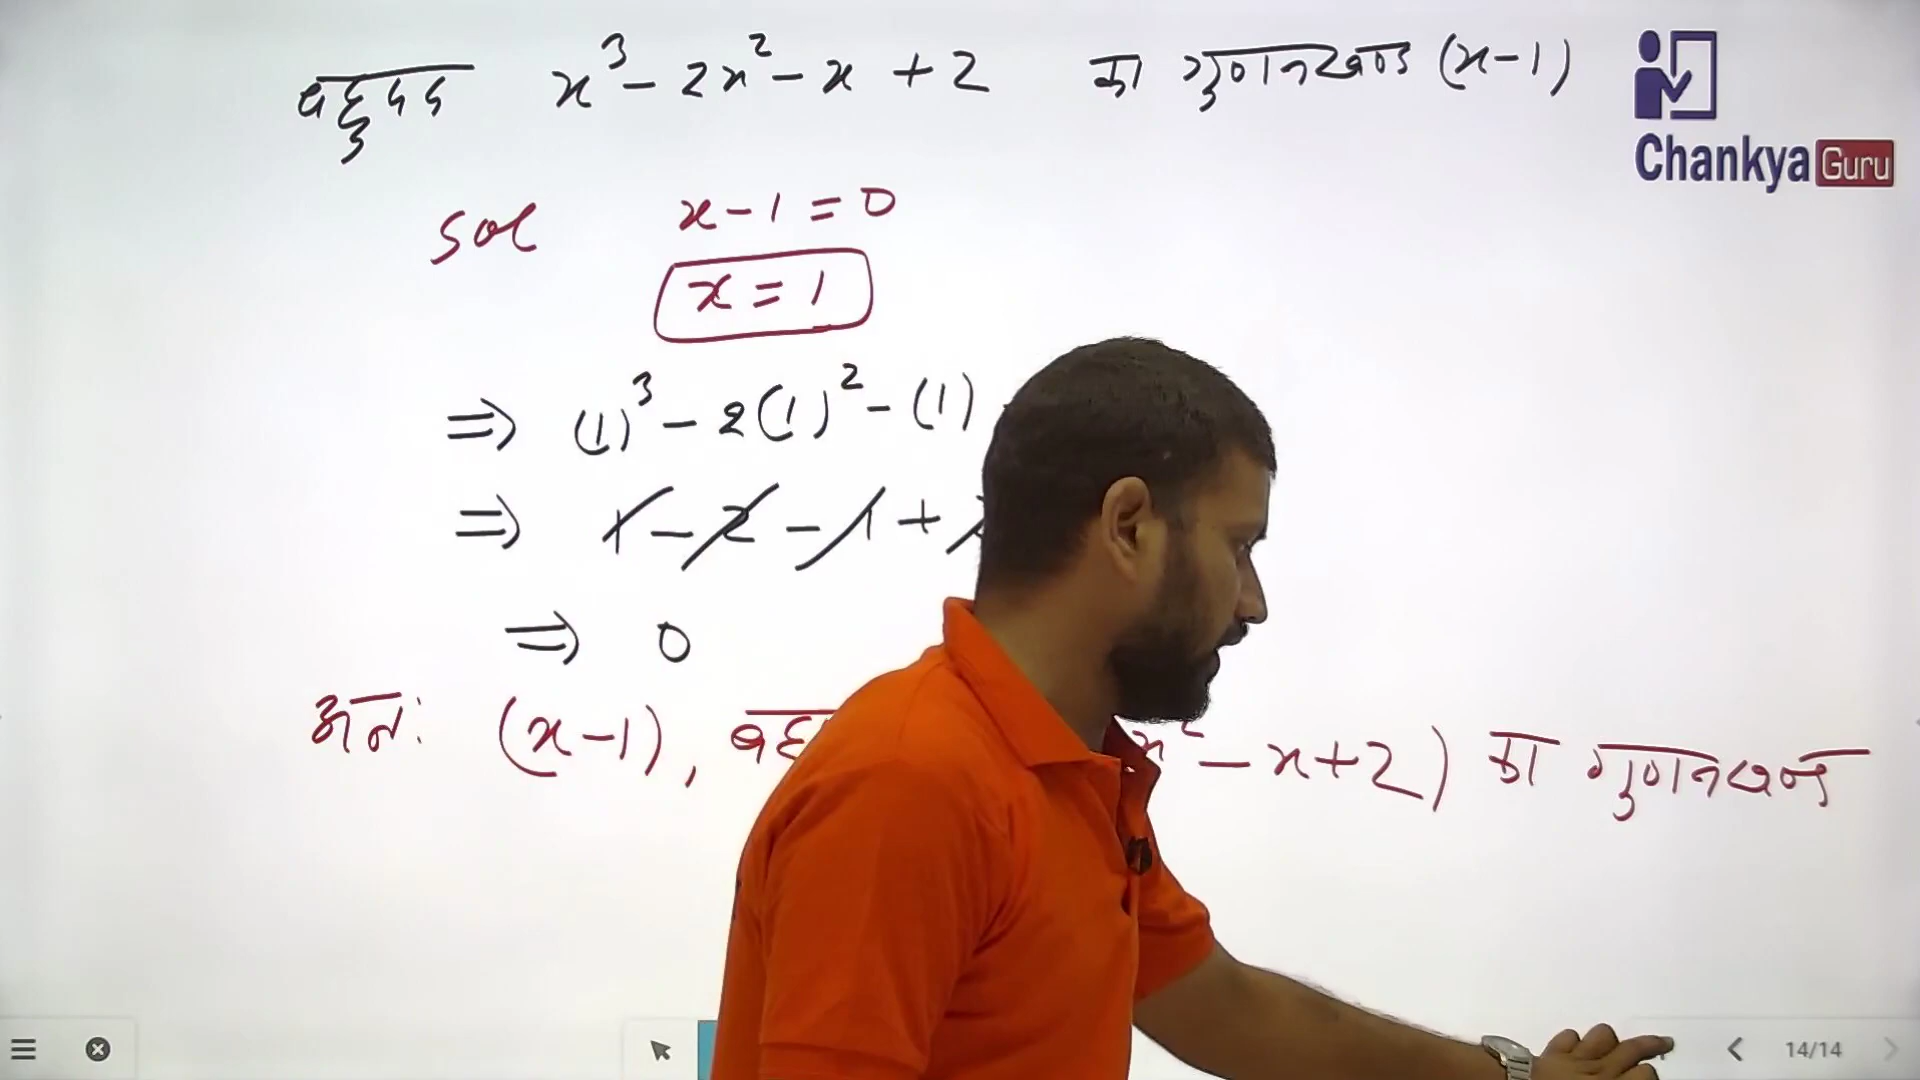 बहुपद x³ - 2x² - x + 2 का गुणनखण्ड (x-1)
Chankya Guru
Sol x - 1 = 0
x = 1
⇒ (1)³ - 2(1)² - (1)
⇒ 1 - 2 - 1 +
⇒ 0
अतः (x-1), x² - x + 2) का गुणनखण्ड
14/14